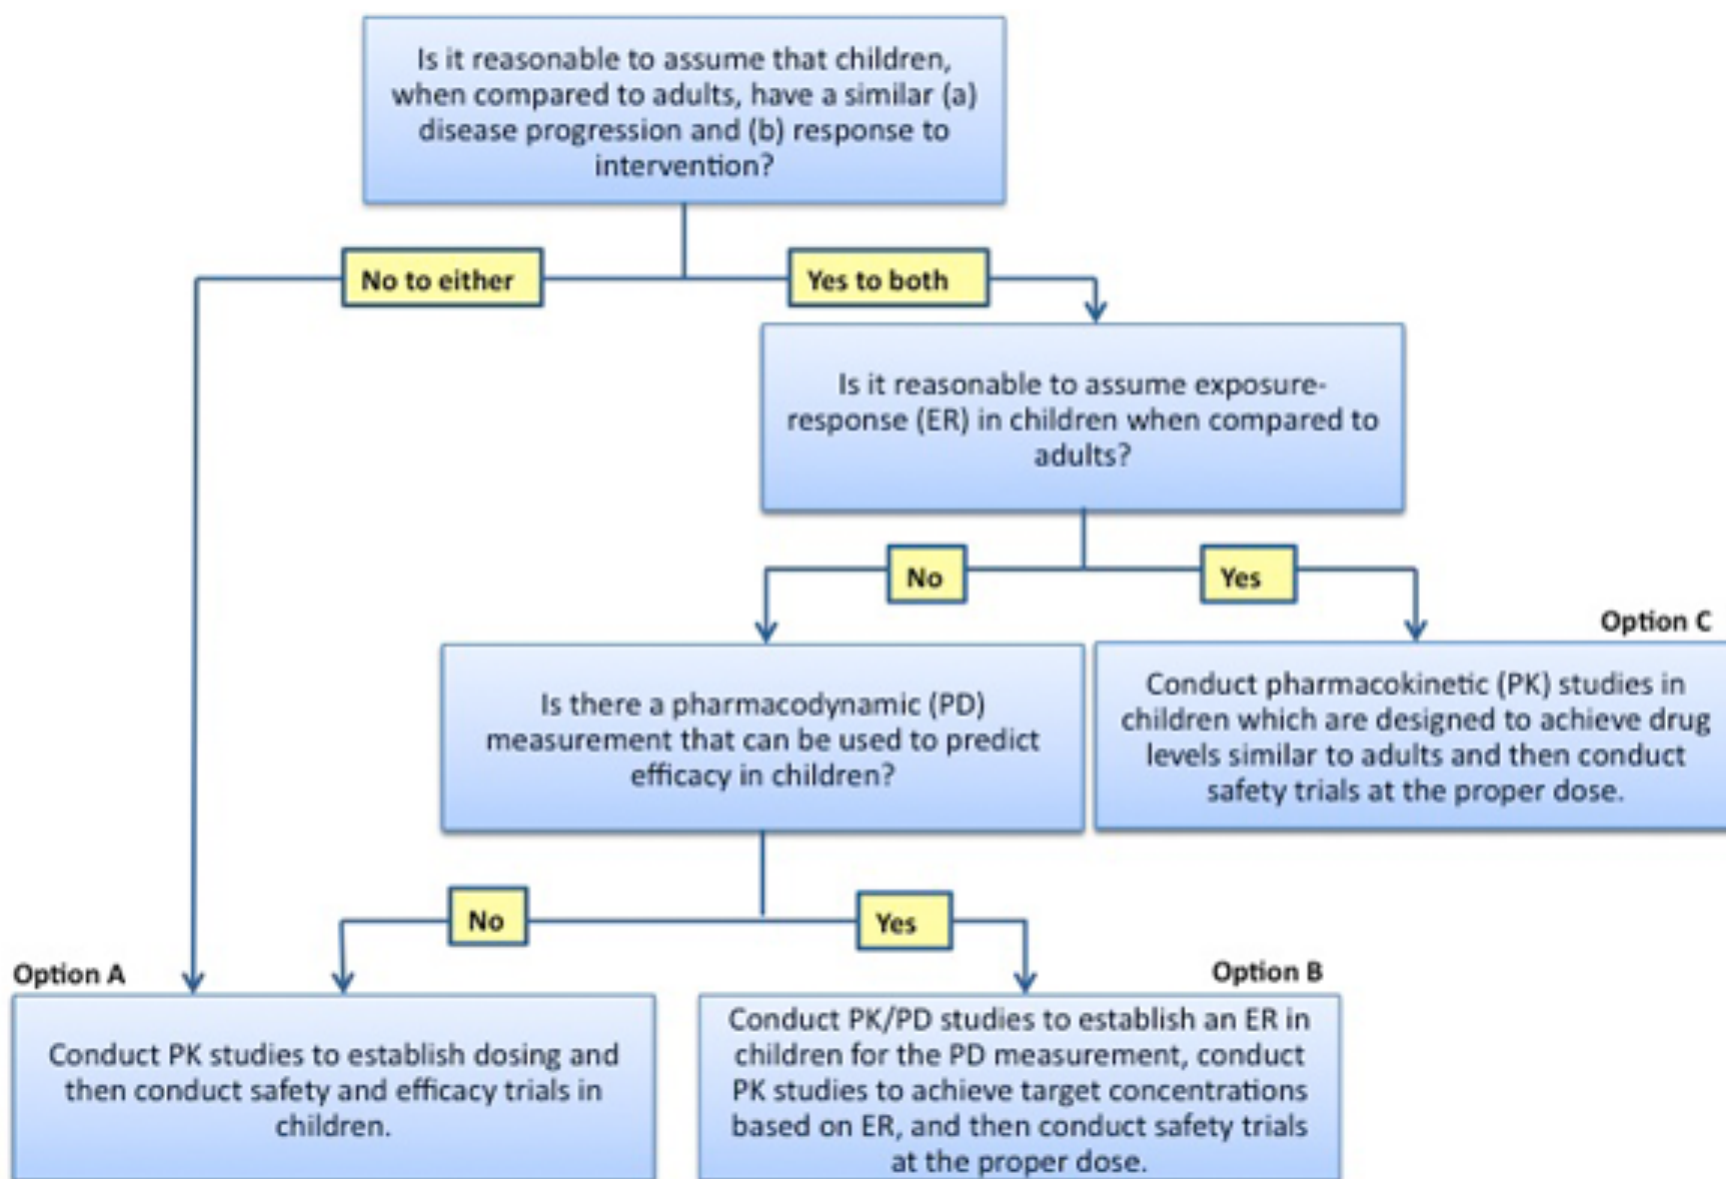 Is it reasonable to assume that children,
when compared to adults, have a similar (a)
disease progression and (b) response to
intervention?
No to either
Yes to both
Is it reasonable to assume exposure-
response (ER) in children when compared to
adults?
No
Yes
Option C
Is there a pharmacodynamic (PD)
measurement that can be used to predict
efficacy in children?
Conduct pharmacokinetic (PK) studies in
children which are designed to achieve drug
levels similar to adults and then conduct
safety trials at the proper dose.
No
Yes
Option A
Option B
Conduct PK studies to establish dosing and
then conduct safety and efficacy trials in
children.
Conduct PK/PD studies to establish an ER in
children for the PD measurement, conduct
PK studies to achieve target concentrations
based on ER, and then conduct safety trials
at the proper dose.